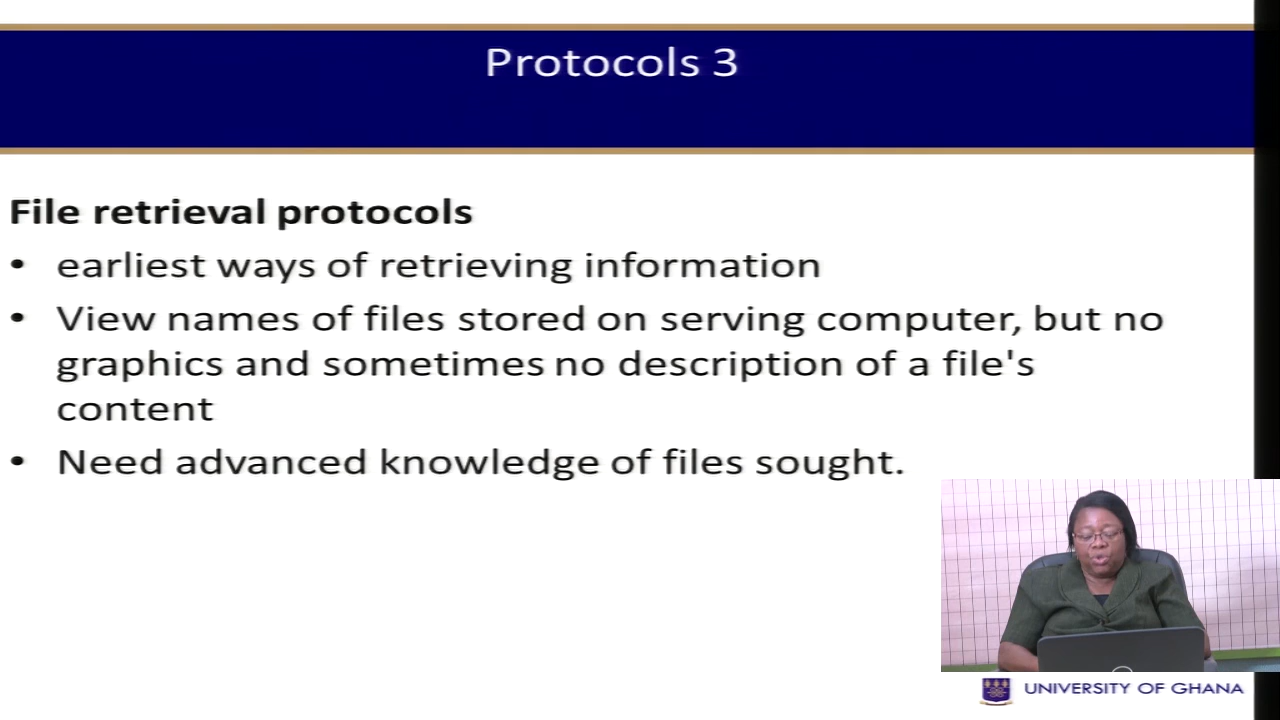 Protocols 3
File retrieval protocols
• earliest ways of retrieving information
• View names of files stored on serving computer, but no
graphics and sometimes no description of a file's
content
• Need advanced knowledge of files sought.
UNIVERSITY OF GHANA